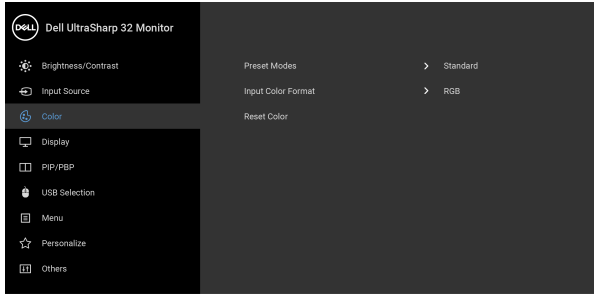 DELL Dell UltraSharp 32 Monitor
Brightness/Contrast
Input Source
Color
Display
PIP/PBP
USB Selection
Menu
Personalize
Others
Preset Modes > Standard
Input Color Format > RGB
Reset Color